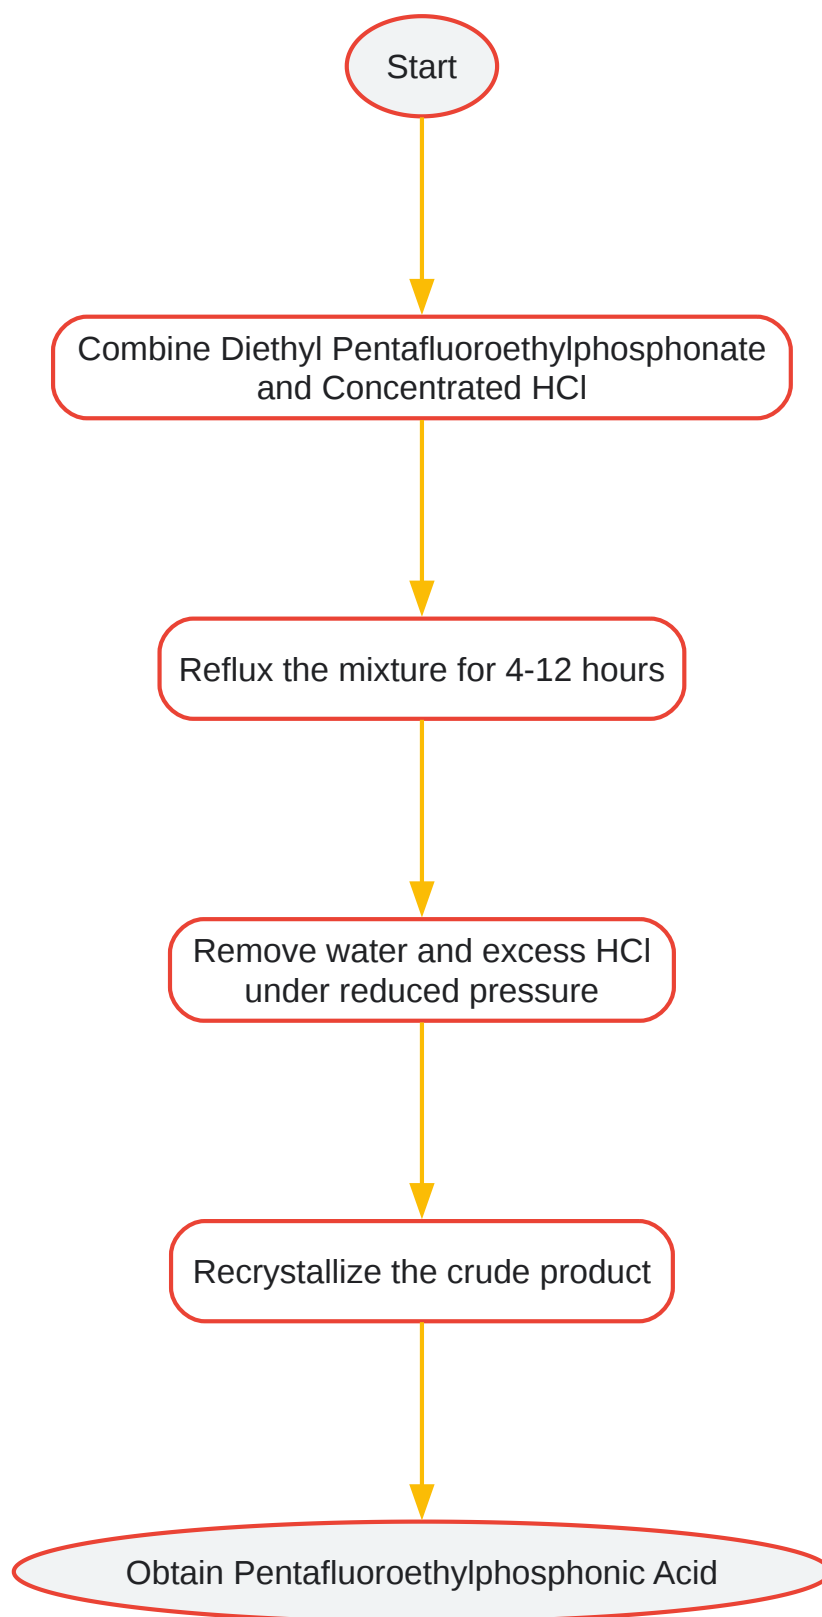 Start
Combine Diethyl Pentafluoroethylphosphonate
and Concentrated HCl
Reflux the mixture for 4-12 hours
Remove water and excess HCl
under reduced pressure
Recrystallize the crude product
Obtain Pentafluoroethylphosphonic Acid